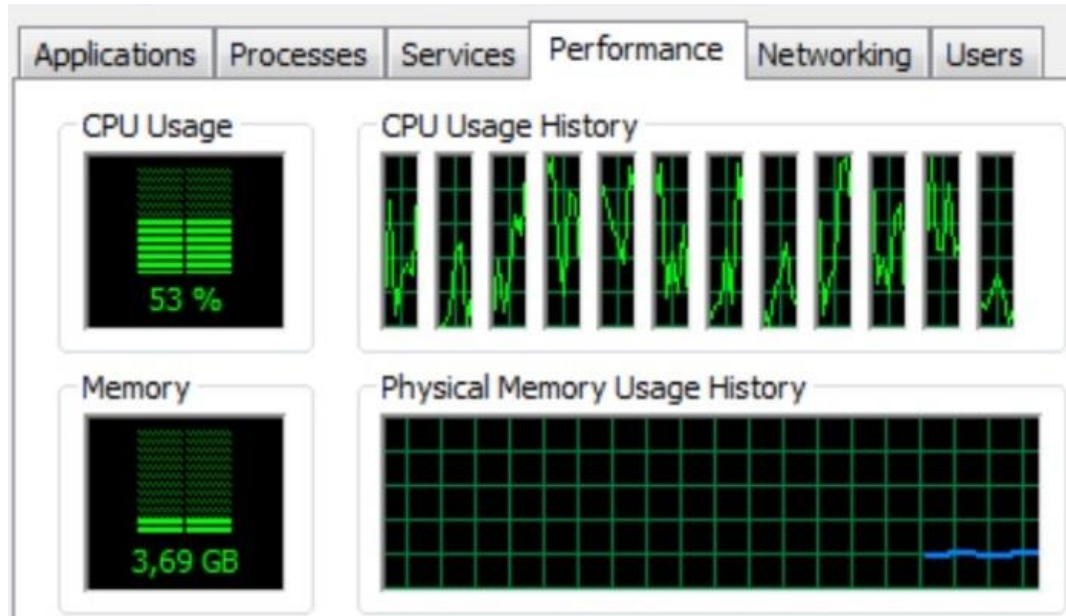 Applications Processes Services Performance Networking Users
CPU Usage CPU Usage History
53 %
Memory Physical Memory Usage History
3,69 GB